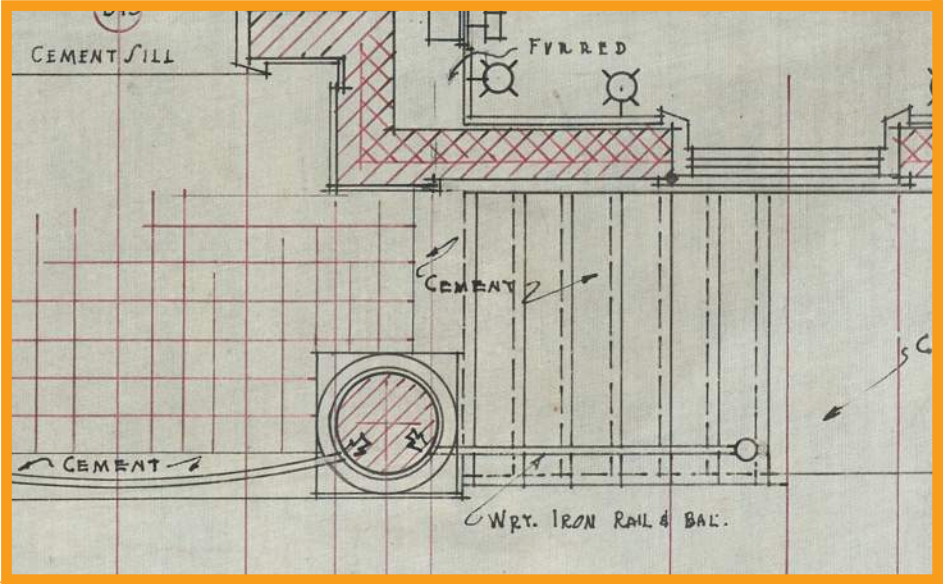 CEMENT SILL
FURRED
CEMENT
CEMENT
WRT. IRON RAIL & BAL.